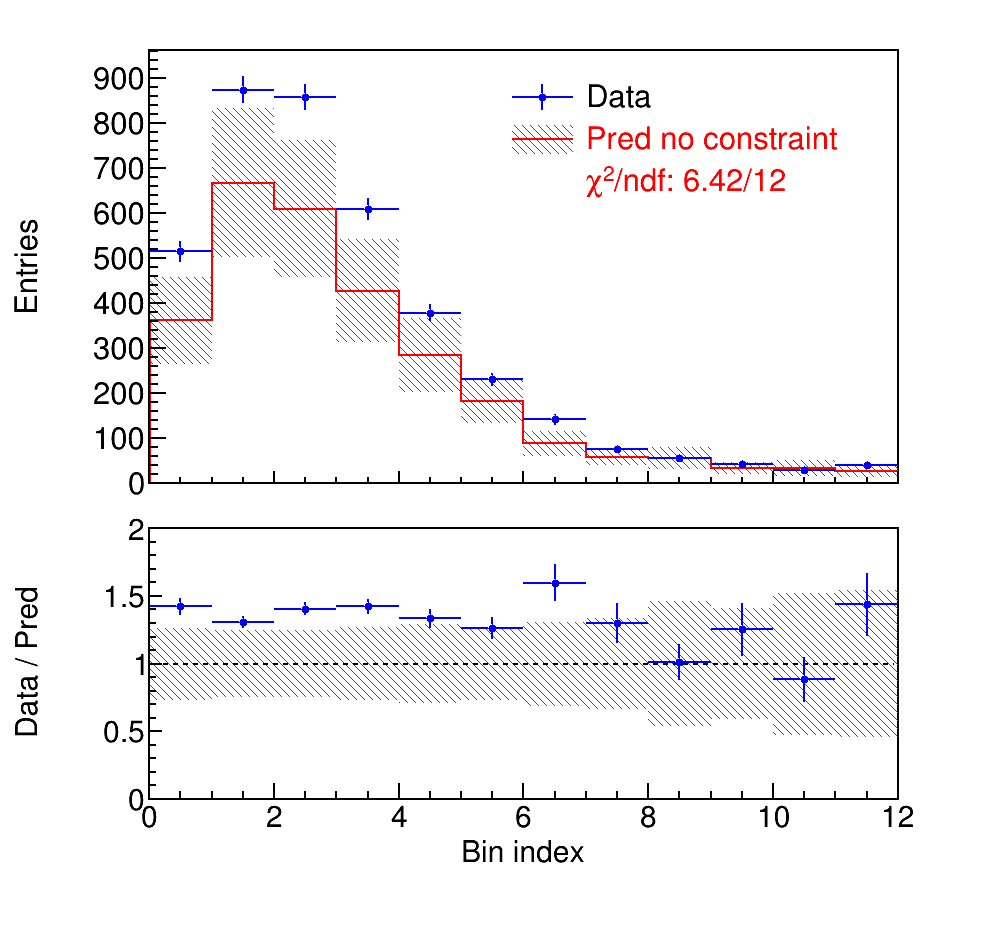 Entries
900
800
700
600
500
400
300
200
100
0
Data
Pred no constraint
χ²/ndf: 6.42/12
Data / Pred
2
1.5
1
0.5
0
0 2 4 6 8 10 12
Bin index